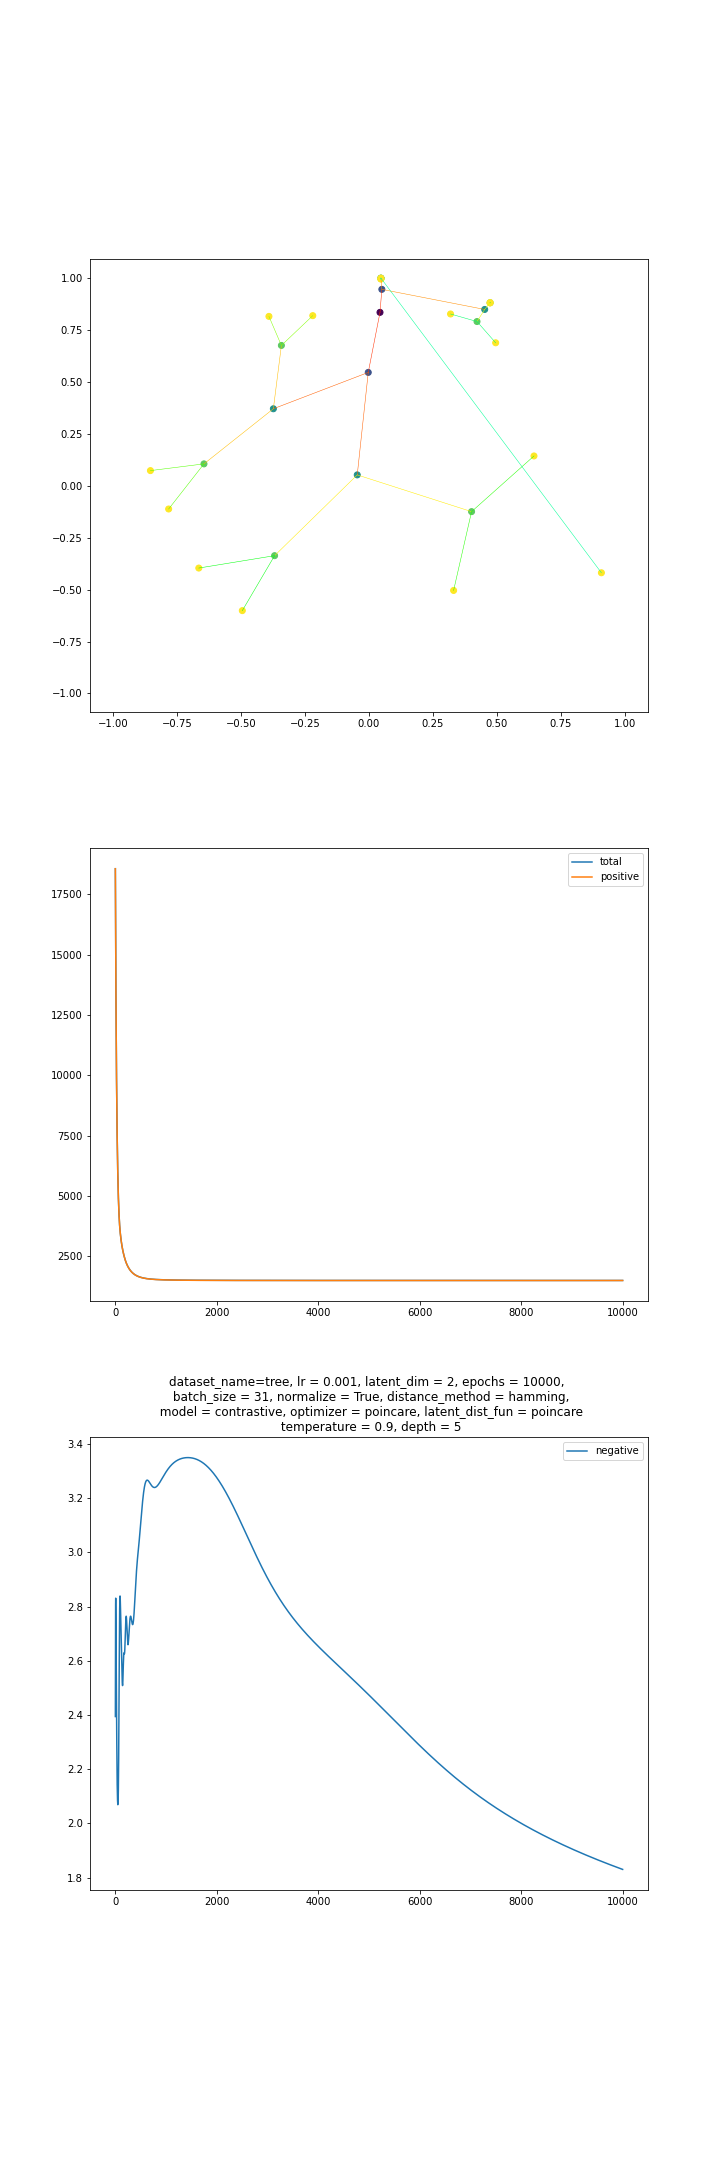 1.00
0.75
0.50
0.25
0.00
−0.25
−0.50
−0.75
−1.00
−1.00 −0.75 −0.50 −0.25 0.00 0.25 0.50 0.75 1.00
total
positive
17500
15000
12500
10000
7500
5000
2500
0 2000 4000 6000 8000 10000
dataset_name=tree, lr = 0.001, latent_dim = 2, epochs = 10000,
batch_size = 31, normalize = True, distance_method = hamming,
model = contrastive, optimizer = poincare, latent_dist_fun = poincare
temperature = 0.9, depth = 5
negative
3.4
3.2
3.0
2.8
2.6
2.4
2.2
2.0
1.8
0 2000 4000 6000 8000 10000